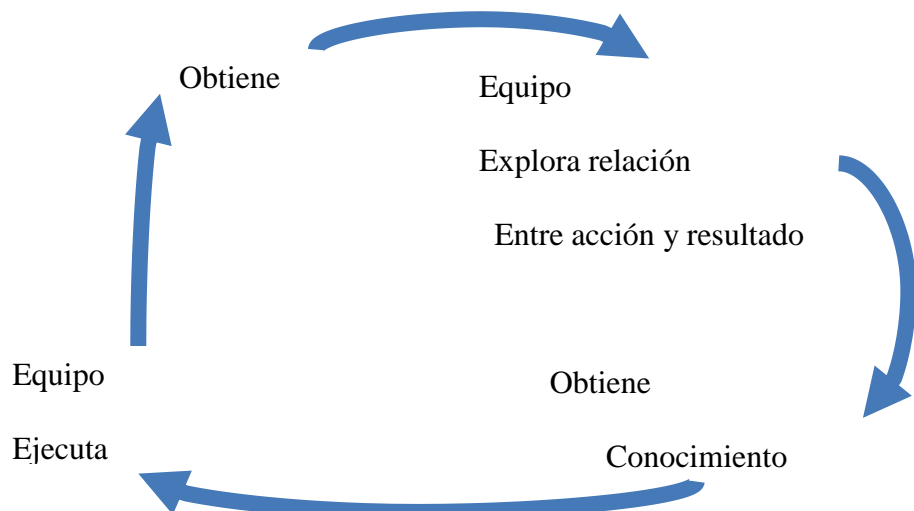 Obtiene
Equipo
Explora relación
Entre acción y resultado
Equipo
Ejecuta
Obtiene
Conocimiento